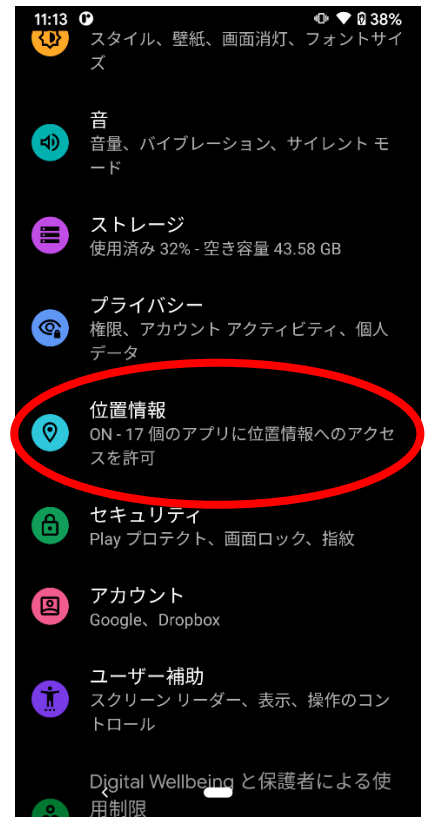 11:13 38%
スタイル、壁紙、画面消灯、フォントサイ
ズ
音
音量、バイブレーション、サイレント モ
ード
ストレージ
使用済み 32% - 空き容量 43.58 GB
プライバシー
権限、アカウント アクティビティ、個人
データ
位置情報
ON - 17 個のアプリに位置情報へのアクセ
スを許可
セキュリティ
Play プロテクト、画面ロック、指紋
アカウント
Google、Dropbox
ユーザー補助
スクリーン リーダー、表示、操作のコン
トロール
Digital Wellbeing と保護者による使
用制限